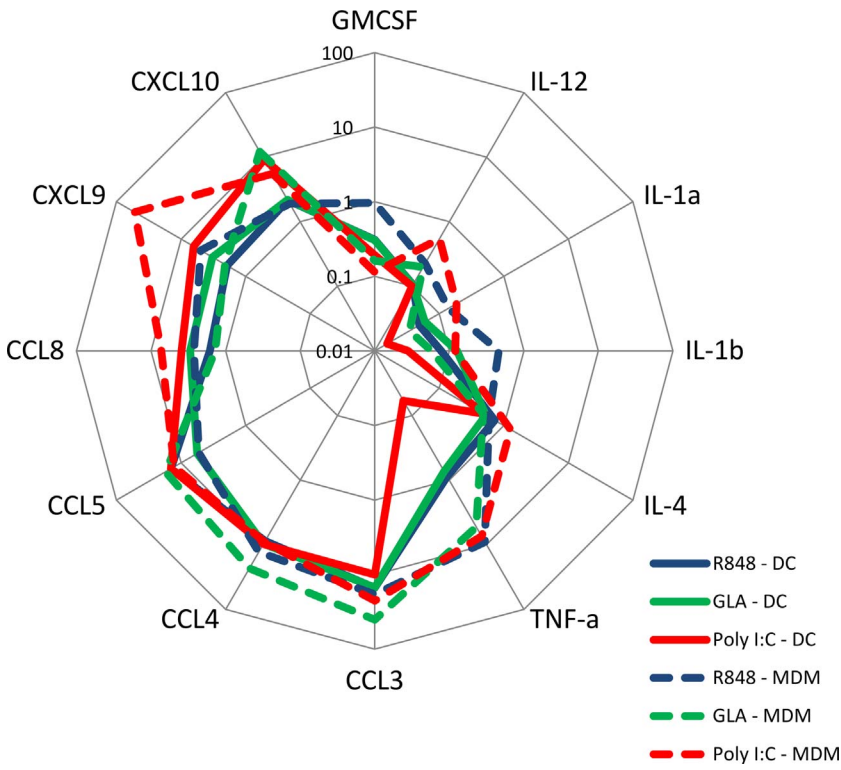 GMCSF
100
CXCL10
IL-12
10
CXCL9
1
IL-1a
0.1
CCL8
0.01
IL-1b
CCL5
IL-4
CCL4
TNF-a
CCL3
R848 - DC
GLA - DC
Poly I:C - DC
R848 - MDM
GLA - MDM
Poly I:C - MDM